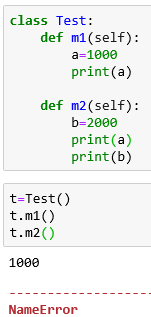 class Test:
    def m1(self):
        a=1000
        print(a)

    def m2(self):
        b=2000
        print(a)
        print(b)

t=Test()
t.m1()
t.m2()

1000

--------------------
NameError